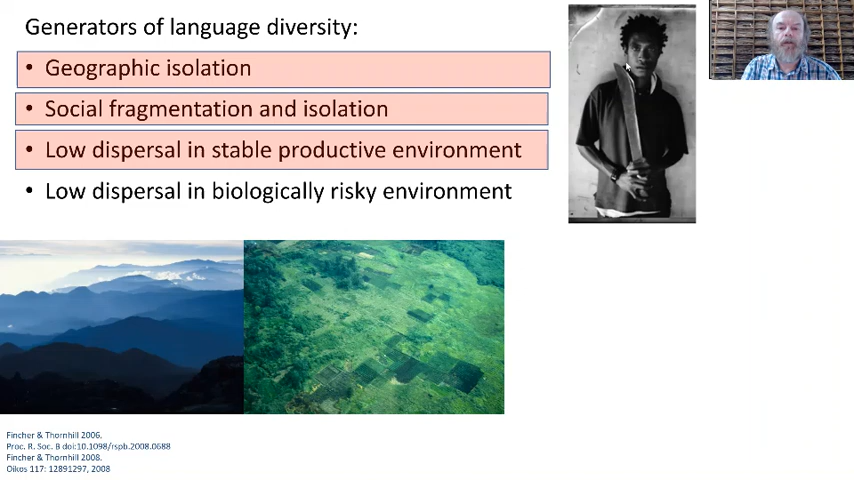 Generators of language diversity:
• Geographic isolation
• Social fragmentation and isolation
• Low dispersal in stable productive environment
• Low dispersal in biologically risky environment
Fincher & Thornhill 2006.
Proc. R. Soc. B doi:10.1098/rspb.2008.0688
Fincher & Thornhill 2008.
Oikos 117: 12891297, 2008